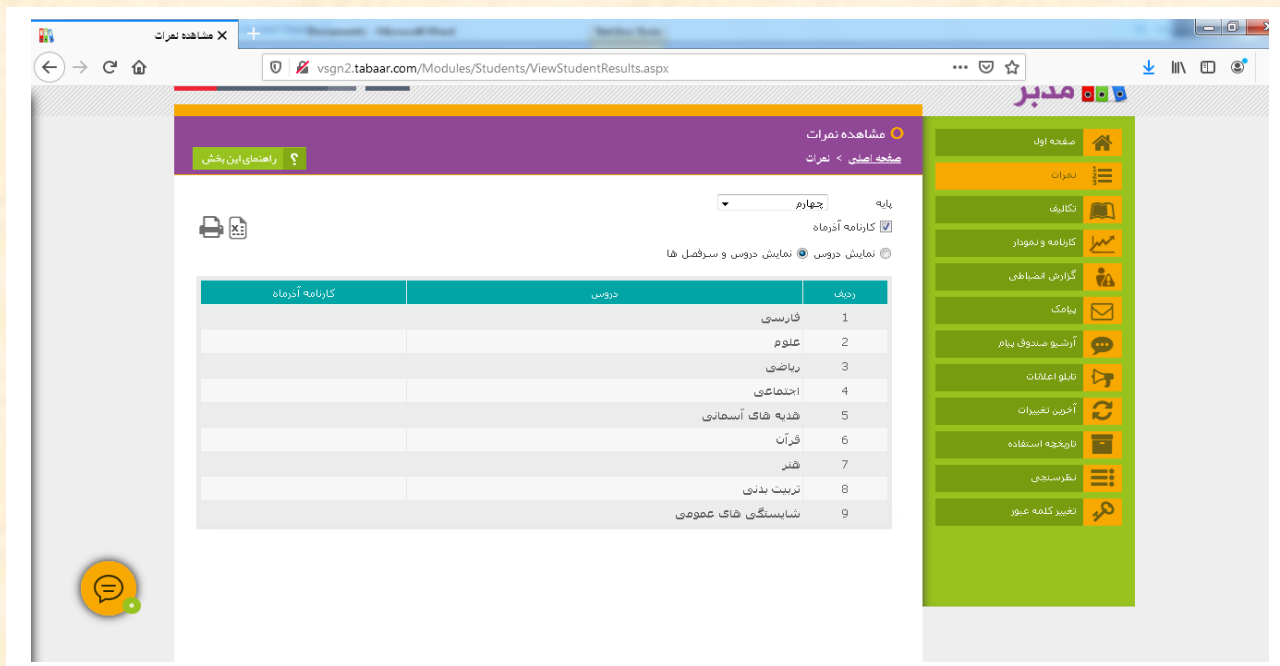 مشاهده نمرات
vsgn2.tabaar.com/Modules/Students/ViewStudentResults.aspx
مدبر
مشاهده نمرات
صفحه اصلی > نمرات
راهنمای این بخش ?
صفحه اول
نمرات
تکالیف
کارنامه و نمودار
گزارش انضباطی
پیامک
آرشیو صندوق پیام
تابلو اعلانات
آخرین تغییرات
تاریخچه استفاده
نظرسنجی
تغییر کلمه عبور
پایه چهارم
کارنامه آذرماه
نمایش دروس نمایش دروس و سرفصل ها
ردیف دروس کارنامه آذرماه
1 فارسی
2 علوم
3 ریاضی
4 اجتماعی
5 هدیه های آسمانی
6 قرآن
7 هنر
8 تربیت بدنی
9 شایستگی های عمومی